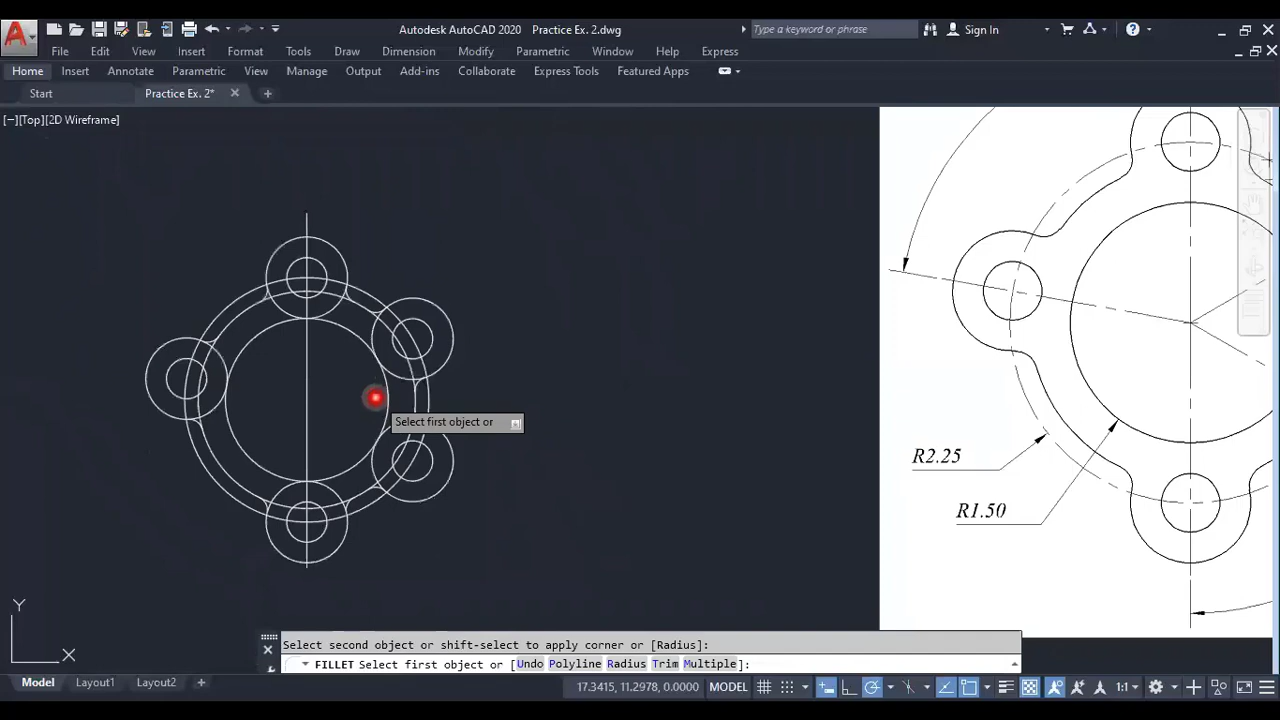 Autodesk AutoCAD 2020 Practice Ex. 2.dwg Type a keyword or phrase Sign In
File Edit View Insert Format Tools Draw Dimension Modify Parametric Window Help Express
Home Insert Annotate Parametric View Manage Output Add-ins Collaborate Express Tools Featured Apps
Start Practice Ex. 2*
[−][Top][2D Wireframe]
Select first object or
R2.25
R1.50
Y
X
Select second object or shift-select to apply corner or [Radius]:
FILLET Select first object or [Undo Polyline Radius Trim Multiple]:
Model Layout1 Layout2 + 17.3415, 11.2978, 0.0000 MODEL 1:1